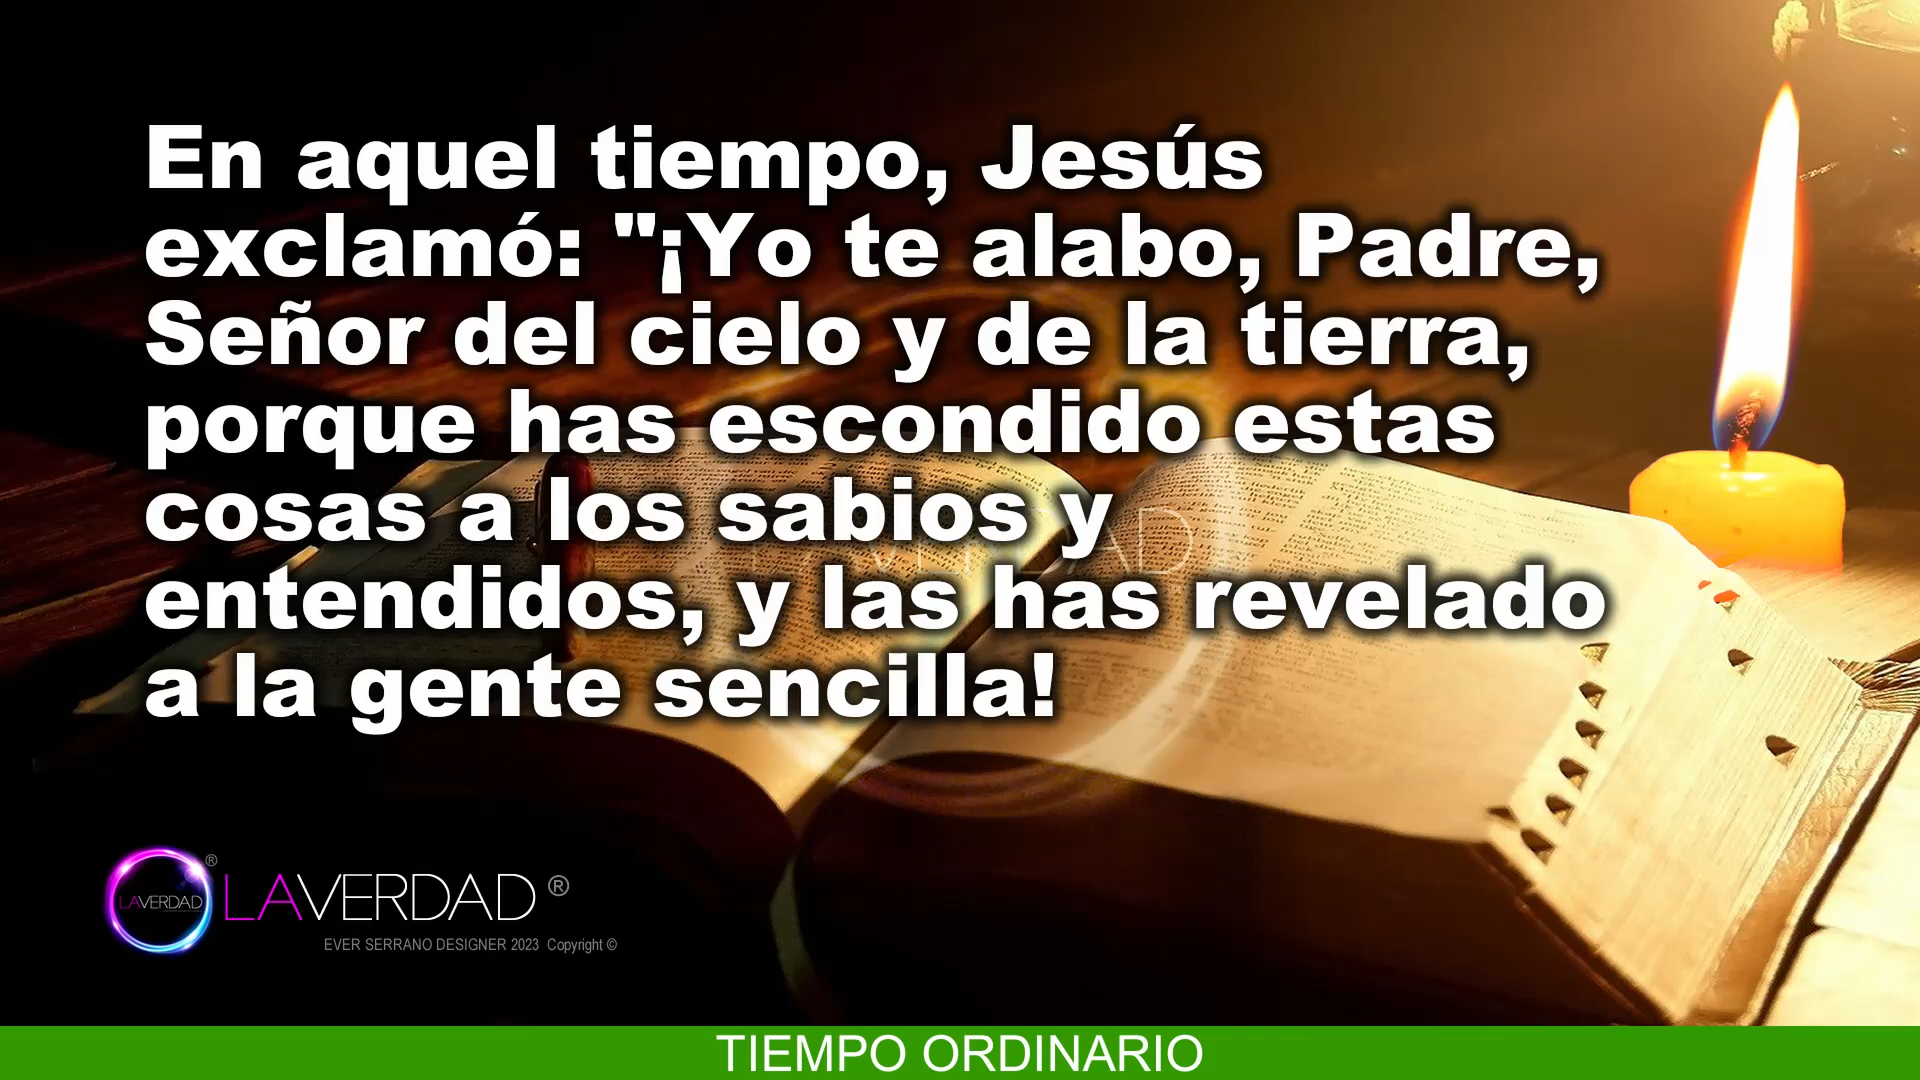 En aquel tiempo, Jesús
exclamó: "¡Yo te alabo, Padre,
Señor del cielo y de la tierra,
porque has escondido estas
cosas a los sabios y
entendidos, y las has revelado
a la gente sencilla!
LAVERDAD ®
LAVERDAD ®
EVER SERRANO DESIGNER 2023 Copyright ©
TIEMPO ORDINARIO